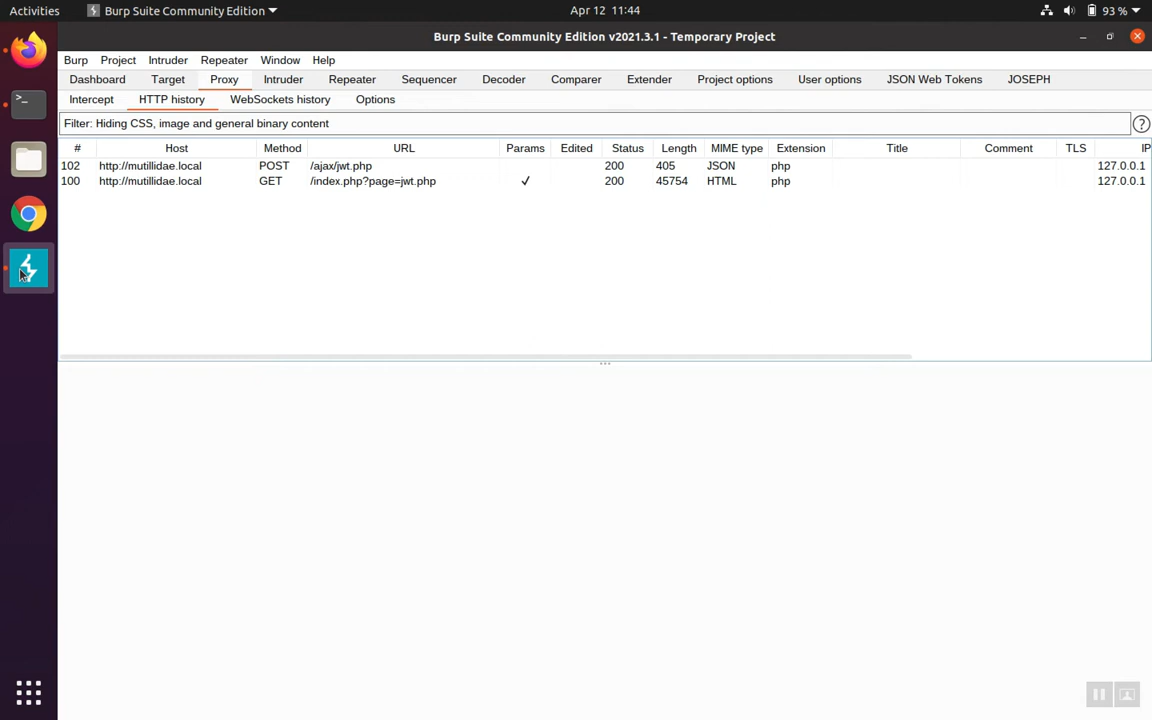 Activities Burp Suite Community Edition Apr 12 11:44 93 %
Burp Suite Community Edition v2021.3.1 - Temporary Project
Burp Project Intruder Repeater Window Help
Dashboard Target Proxy Intruder Repeater Sequencer Decoder Comparer Extender Project options User options JSON Web Tokens JOSEPH
Intercept HTTP history WebSockets history Options
Filter: Hiding CSS, image and general binary content ?
# Host Method URL Params Edited Status Length MIME type Extension Title Comment TLS IP
102 http://mutillidae.local POST /ajax/jwt.php 200 405 JSON php 127.0.0.1
100 http://mutillidae.local GET /index.php?page=jwt.php ✓ 200 45754 HTML php 127.0.0.1